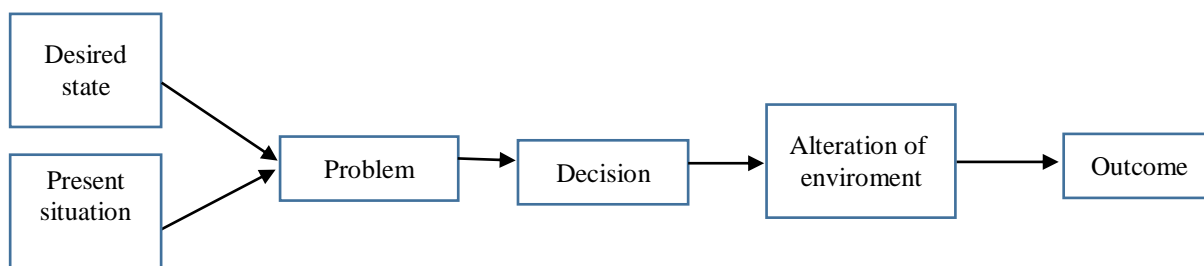 Desired
state
Present
situation
Problem
Decision
Alteration of
enviroment
Outcome